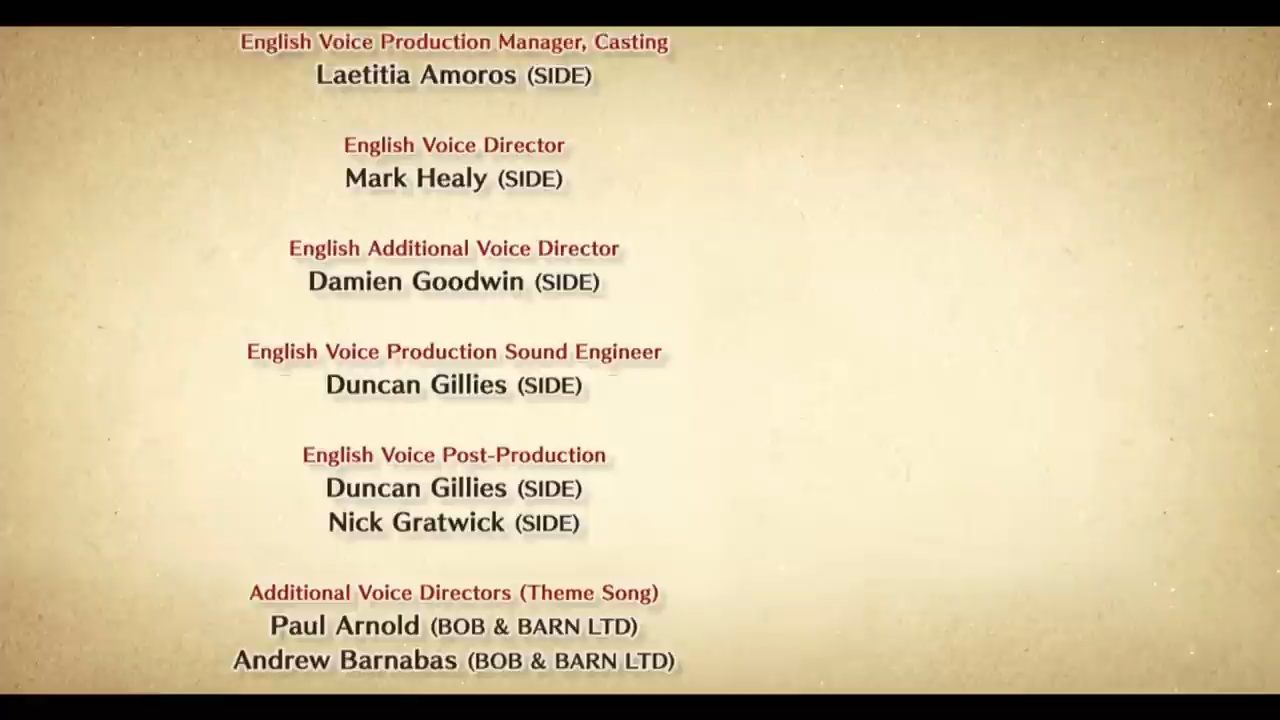 English Voice Production Manager, Casting
Laetitia Amoros (SIDE)
English Voice Director
Mark Healy (SIDE)
English Additional Voice Director
Damien Goodwin (SIDE)
English Voice Production Sound Engineer
Duncan Gillies (SIDE)
English Voice Post-Production
Duncan Gillies (SIDE)
Nick Gratwick (SIDE)
Additional Voice Directors (Theme Song)
Paul Arnold (BOB & BARN LTD)
Andrew Barnabas (BOB & BARN LTD)